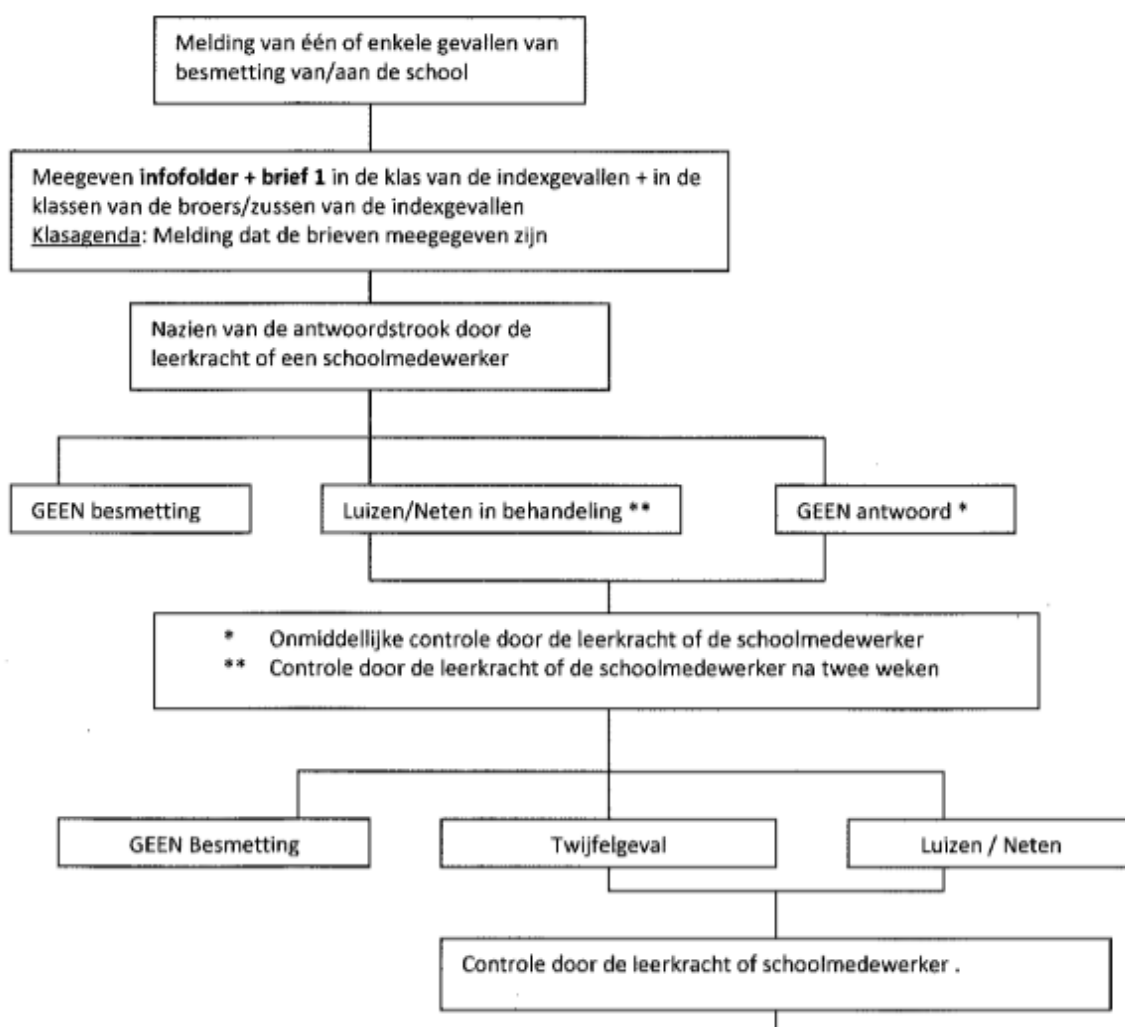 Melding van één of enkele gevallen van
besmetting van/aan de school
Meegeven infofolder + brief 1 in de klas van de indexgevallen + in de
klassen van de broers/zussen van de indexgevallen
Klasagenda: Melding dat de brieven meegegeven zijn
Nazien van de antwoordstrook door de
leerkracht of een schoolmedewerker
GEEN besmetting
Luizen/Neten in behandeling **
GEEN antwoord *
* Onmiddellijke controle door de leerkracht of de schoolmedewerker
** Controle door de leerkracht of de schoolmedewerker na twee weken
GEEN Besmetting
Twijfelgeval
Luizen / Neten
Controle door de leerkracht of schoolmedewerker .